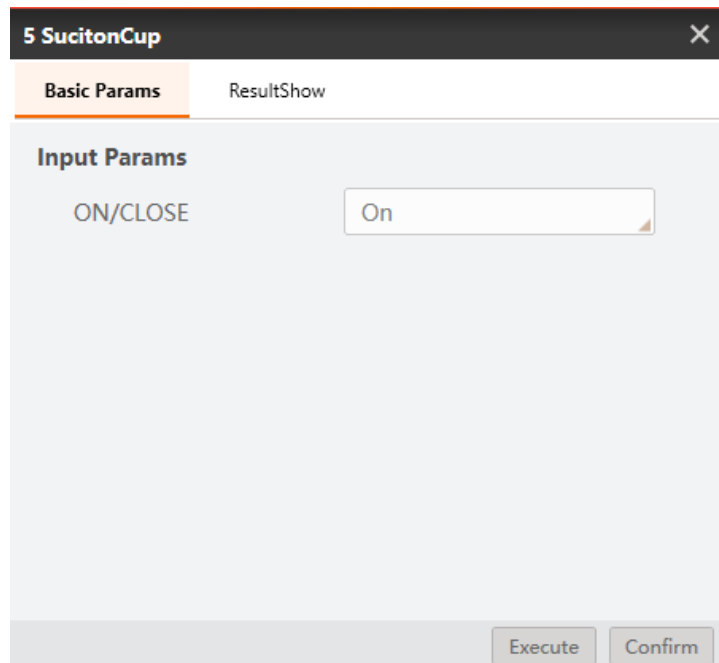 5 SucitonCup
Basic Params ResultShow
Input Params
ON/CLOSE On
Execute Confirm